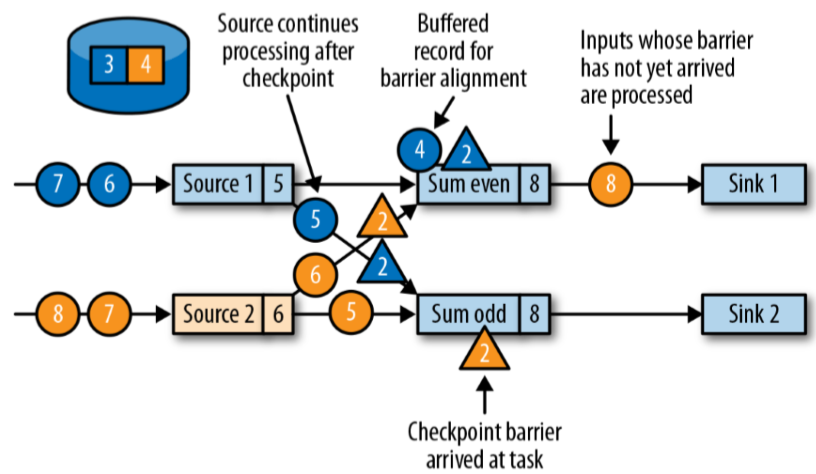 Source continues
processing after
checkpoint
Buffered
record for
barrier alignment
Inputs whose barrier
has not yet arrived
are processed
3 4
4 2
7 6 Source 1 5 Sum even 8 8 Sink 1
5 2
2
6
8 7 Source 2 6 5 Sum odd 8 Sink 2
2
Checkpoint barrier
arrived at task